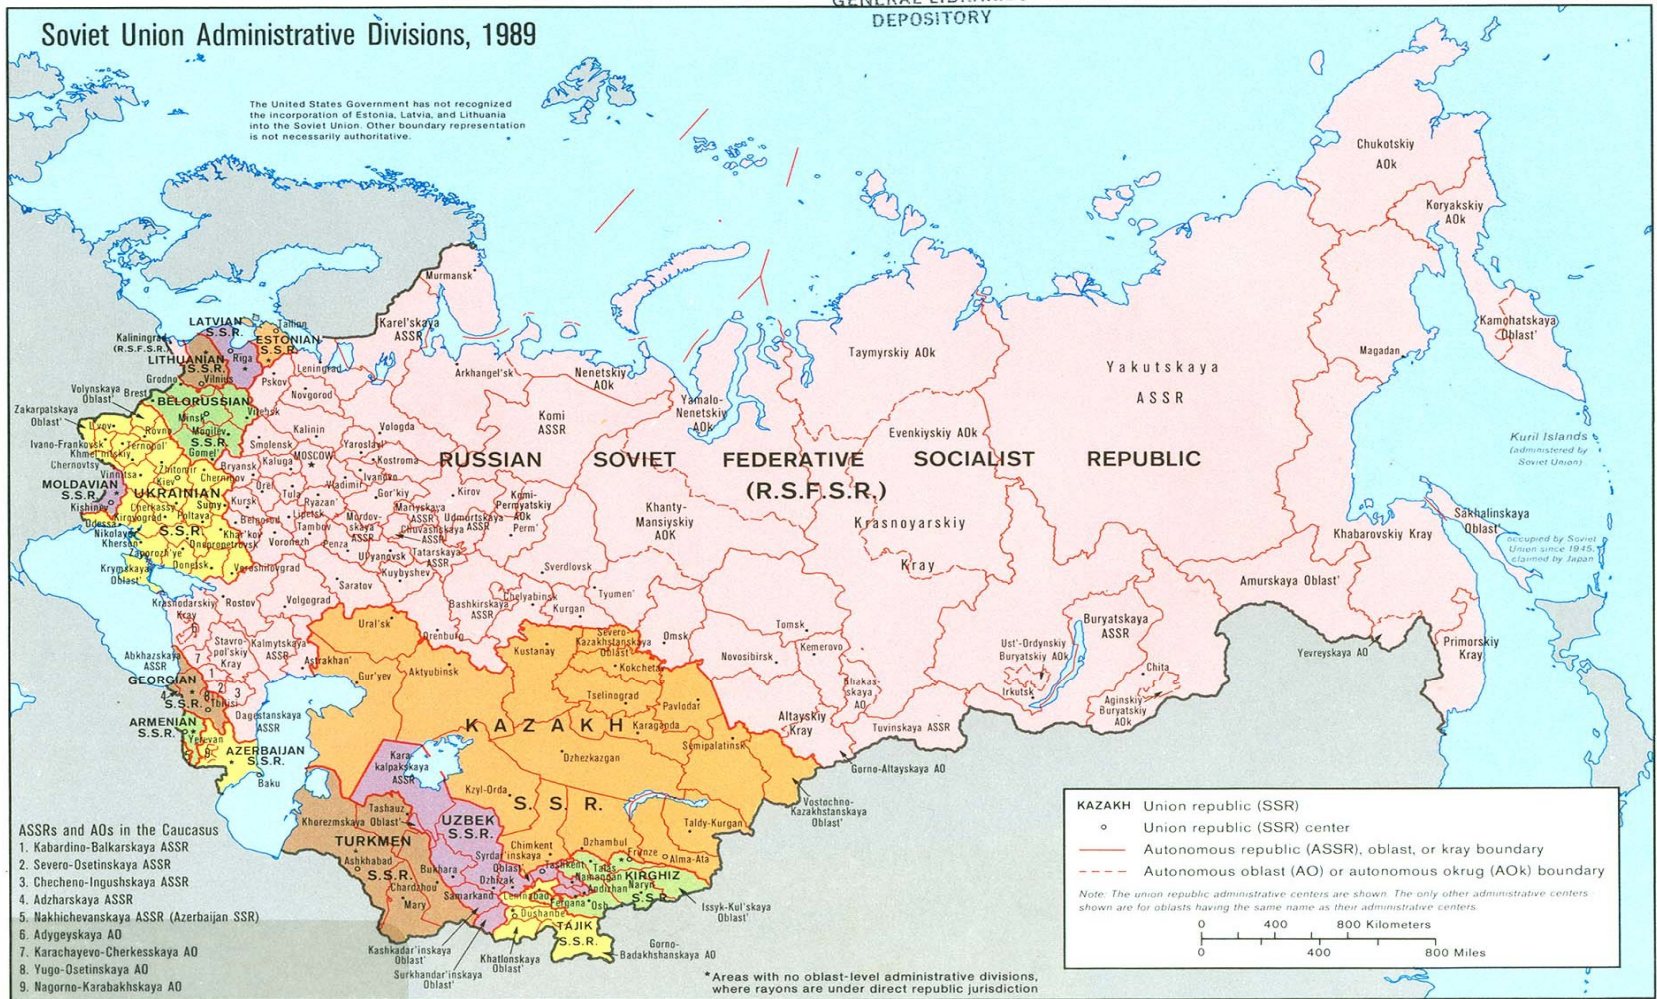 GENERAL LIBRARIES
DEPOSITORY
Soviet Union Administrative Divisions, 1989
The United States Government has not recognized
the incorporation of Estonia, Latvia, and Lithuania
into the Soviet Union. Other boundary representation
is not necessarily authoritative.
Chukotskiy
AOk
Koryakskiy
AOk
Kamchatskaya
Oblast'
Magadan
Yakutskaya
ASSR
Taymyrskiy AOk
Evenkiyskiy AOk
Murmansk
Karel'skaya
ASSR
Arkhangel'sk
Nenetskiy
AOk
Yamalo-
Nenetskiy
AOk
Komi
ASSR
LATVIAN
S.S.R.
Tallin
ESTONIAN
S.S.R.
Kaliningrad
(R.S.F.S.R.)
LITHUANIAN
S.S.R.
Riga
Vilnius
Grodno
Pskov
Leningrad
Novgorod
Volynskaya
Oblast'
Brest
BELORUSSIAN
S.S.R.
Minsk
Vitebsk
Mogilev
Gomel'
Zakarpatskaya
Oblast'
L'vov
Rovno
Ivano-Frankovsk
Ternopol'
Khmel'nitskiy
Chernovtsy
Vinnitsa
Zhitomir
Kiev
Chernigov
MOLDAVIAN
S.S.R.
Kishinev
UKRAINIAN
S.S.R.
Cherkassy
Sumy
Kirovograd
Poltava
Odessa
Nikolayev
Kherson
Khar'kov
Dnepropetrovsk
Zaporozh'ye
Donetsk
Voroshilovgrad
Krymskaya
Oblast'
Kalinin
Vologda
Smolensk
Yaroslavl'
MOSCOW
Kostroma
Kaluga
Bryansk
Ivanovo
Vladimir
Orel
Tula
Ryazan'
Gor'kiy
Kirov
Komi-
Permyatskiy
AOk
Kursk
Lipetsk
Tambov
Mordov-
skaya
ASSR
Mariyskaya
ASSR
Udmurtskaya
ASSR
Chuvashskaya
ASSR
Perm'
Belgorod
Voronezh
Penza
Ul'yanovsk
Tatarskaya
ASSR
Kuybyshev
Saratov
Sverdlovsk
RUSSIAN SOVIET FEDERATIVE SOCIALIST REPUBLIC
(R.S.F.S.R.)
Khanty-
Mansiyskiy
AOK
Krasnoyarskiy
Kray
Kuril Islands
(administered by
Soviet Union)
Sakhalinskaya
Oblast'
occupied by Soviet
Union since 1945,
claimed by Japan
Khabarovskiy Kray
Amurskaya Oblast'
Yevreyskaya AO
Primorskiy
Kray
Buryatskaya
ASSR
Ust'-Ordynskiy
Buryatskiy AOk
Irkutsk
Chita
Aginskiy
Buryatskiy
AOk
Krasnodarskiy
Kray
Rostov
Volgograd
Bashkirskaya
ASSR
Chelyabinsk
Kurgan
Tyumen'
Tomsk
Omsk
Novosibirsk
Kemerovo
Khakas-
skaya
AO
Altayskiy
Kray
Tuvinskaya ASSR
Gorno-Altayskaya AO
Orenburg
Ural'sk
Stavro-
pol'skiy
Kray
Kalmytskaya
ASSR
Astrakhan'
Abkhazskaya
ASSR
6
7
1
2
3
GEORGIAN
S.S.R.
4
8
Tbilisi
Dagestanskaya
ASSR
ARMENIAN
S.S.R.
Yerevan
5
9
AZERBAIJAN
S.S.R.
Baku
Gur'yev
Aktyubinsk
Kustanay
Severo-
Kazakhstanskaya
Oblast'
Kokchetav
Tselinograd
Pavlodar
KAZAKH
S. S. R.
Karaganda
Semipalatinsk
Dzhezkazgan
Kzyl-Orda
Vostochno-
Kazakhstanskaya
Oblast'
Taldy-Kurgan
Dzhambul
Chimkent
Alma-Ata
Kara-
kalpakskaya
ASSR
Tashauz
Khorezmskaya Oblast'
UZBEK
S.S.R.
TURKMEN
S.S.R.
Ashkhabad
Chardzhou
Mary
Bukhara
Syrdar'inskaya
Oblast'
Dzhizak
Samarkand
Tashkent
Talas
Frunze
Namangan
KIRGHIZ
S.S.R.
Naryn
Andizhan
Leninabad
Fergana
Osh
Issyk-Kul'skaya
Oblast'
Dushanbe
TAJIK
S.S.R.
Gorno-
Badakhshanskaya AO
Kashkadar'inskaya
Oblast'
Surkhandar'inskaya
Oblast'
Khatlonskaya
Oblast'
*Areas with no oblast-level administrative divisions,
where rayons are under direct republic jurisdiction
ASSRs and AOs in the Caucasus
1. Kabardino-Balkarskaya ASSR
2. Severo-Osetinskaya ASSR
3. Checheno-Ingushskaya ASSR
4. Adzharskaya ASSR
5. Nakhichevanskaya ASSR (Azerbaijan SSR)
6. Adygeyskaya AO
7. Karachayevo-Cherkesskaya AO
8. Yugo-Osetinskaya AO
9. Nagorno-Karabakhskaya AO
KAZAKH Union republic (SSR)
Union republic (SSR) center
Autonomous republic (ASSR), oblast, or kray boundary
Autonomous oblast (AO) or autonomous okrug (AOk) boundary
Note: The union republic administrative centers are shown. The only other administrative centers
shown are for oblasts having the same name as their administrative centers.
0 400 800 Kilometers
0 400 800 Miles